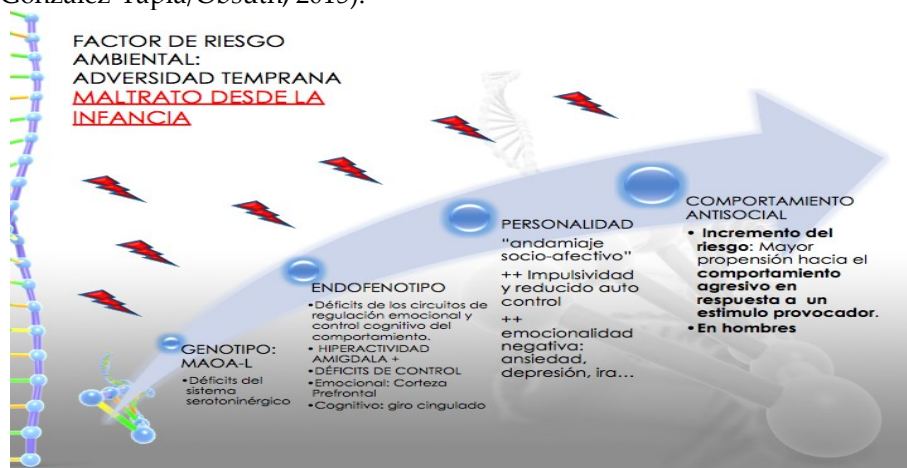 González-Tapia/Obsuth, 2015).
FACTOR DE RIESGO
AMBIENTAL:
ADVERSIDAD TEMPRANA
MALTRATO DESDE LA
INFANCIA
GENOTIPO:
MAOA-L
•Déficits del
sistema
serotoninérgico
ENDOFENOTIPO
•Déficits de los circuitos de
regulación emocional y
control cognitivo del
comportamiento.
• HIPERACTIVIDAD
AMIGDALA +
•DÉFICITS DE CONTROL
•Emocional: Corteza
Prefrontal
•Cognitivo: giro cingulado
PERSONALIDAD
"andamiaje
socio-afectivo"
++ Impulsividad
y reducido auto
control
++
emocionalidad
negativa:
ansiedad,
depresión, ira...
COMPORTAMIENTO
ANTISOCIAL
• Incremento del
riesgo: Mayor
propensión hacia el
comportamiento
agresivo en
respuesta a un
estimulo provocador.
• En hombres